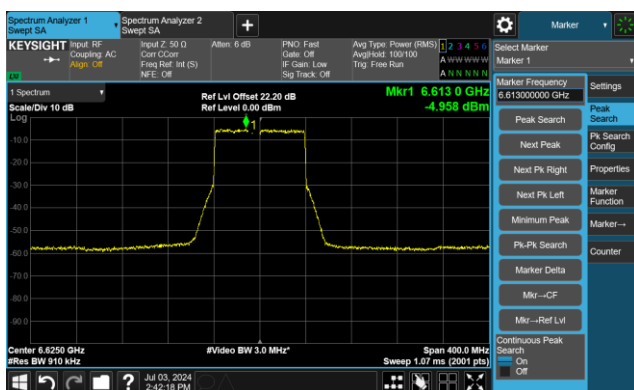 Spectrum Analyzer 1
Swept SA
Spectrum Analyzer 2
Swept SA
+
Marker
KEYSIGHT
Input: RF
Coupling: AC
Align: Off
Input Z: 50 Ω
Corr CCorr
Freq Ref: Int (S)
NFE: Off
Atten: 6 dB
PNO: Fast
Gate: Off
IF Gain: Low
Sig Track: Off
Avg Type: Power (RMS)
Avg|Hold: 100/100
Trig: Free Run
1 2 3 4 5 6
A W W W W W
A N N N N N
Select Marker
Marker 1
1 Spectrum
Scale/Div 10 dB
Log
Ref Lvl Offset 22.20 dB
Ref Level 0.00 dBm
Mkr1 6.613 0 GHz
-4.958 dBm
1
-10.0
-20.0
-30.0
-40.0
-50.0
-60.0
-70.0
-80.0
-90.0
Center 6.6250 GHz
#Res BW 910 kHz
#Video BW 3.0 MHz*
Span 400.0 MHz
Sweep 1.07 ms (2001 pts)
Marker Frequency
6.613000000 GHz
Peak Search
Next Peak
Next Pk Right
Next Pk Left
Minimum Peak
Pk-Pk Search
Marker Delta
Mkr→CF
Mkr→Ref Lvl
Continuous Peak
Search
On
Off
Settings
Peak
Search
Pk Search
Config
Properties
Marker
Function
Marker→
Counter
?
Jul 03, 2024
2:42:18 PM